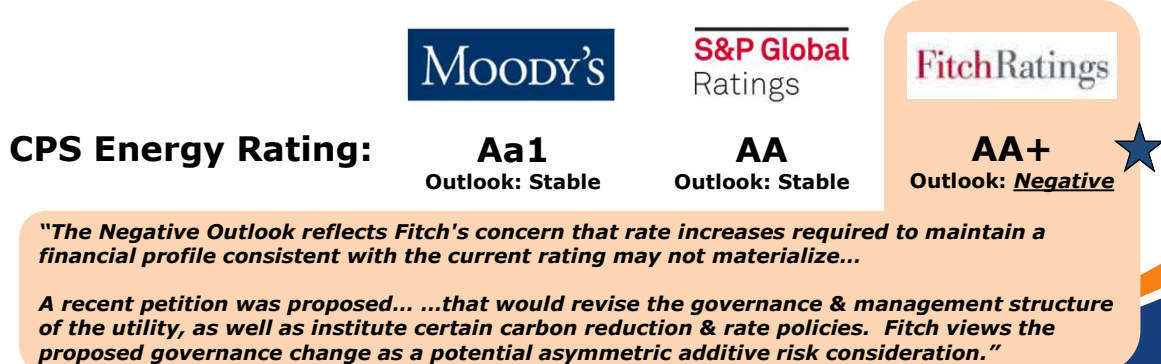 MOODY'S
S&P Global
Ratings
FitchRatings
CPS Energy Rating: Aa1 AA AA+
Outlook: Stable Outlook: Stable Outlook: Negative
“The Negative Outlook reflects Fitch's concern that rate increases required to maintain a
financial profile consistent with the current rating may not materialize…
A recent petition was proposed… …that would revise the governance & management structure
of the utility, as well as institute certain carbon reduction & rate policies. Fitch views the
proposed governance change as a potential asymmetric additive risk consideration.”